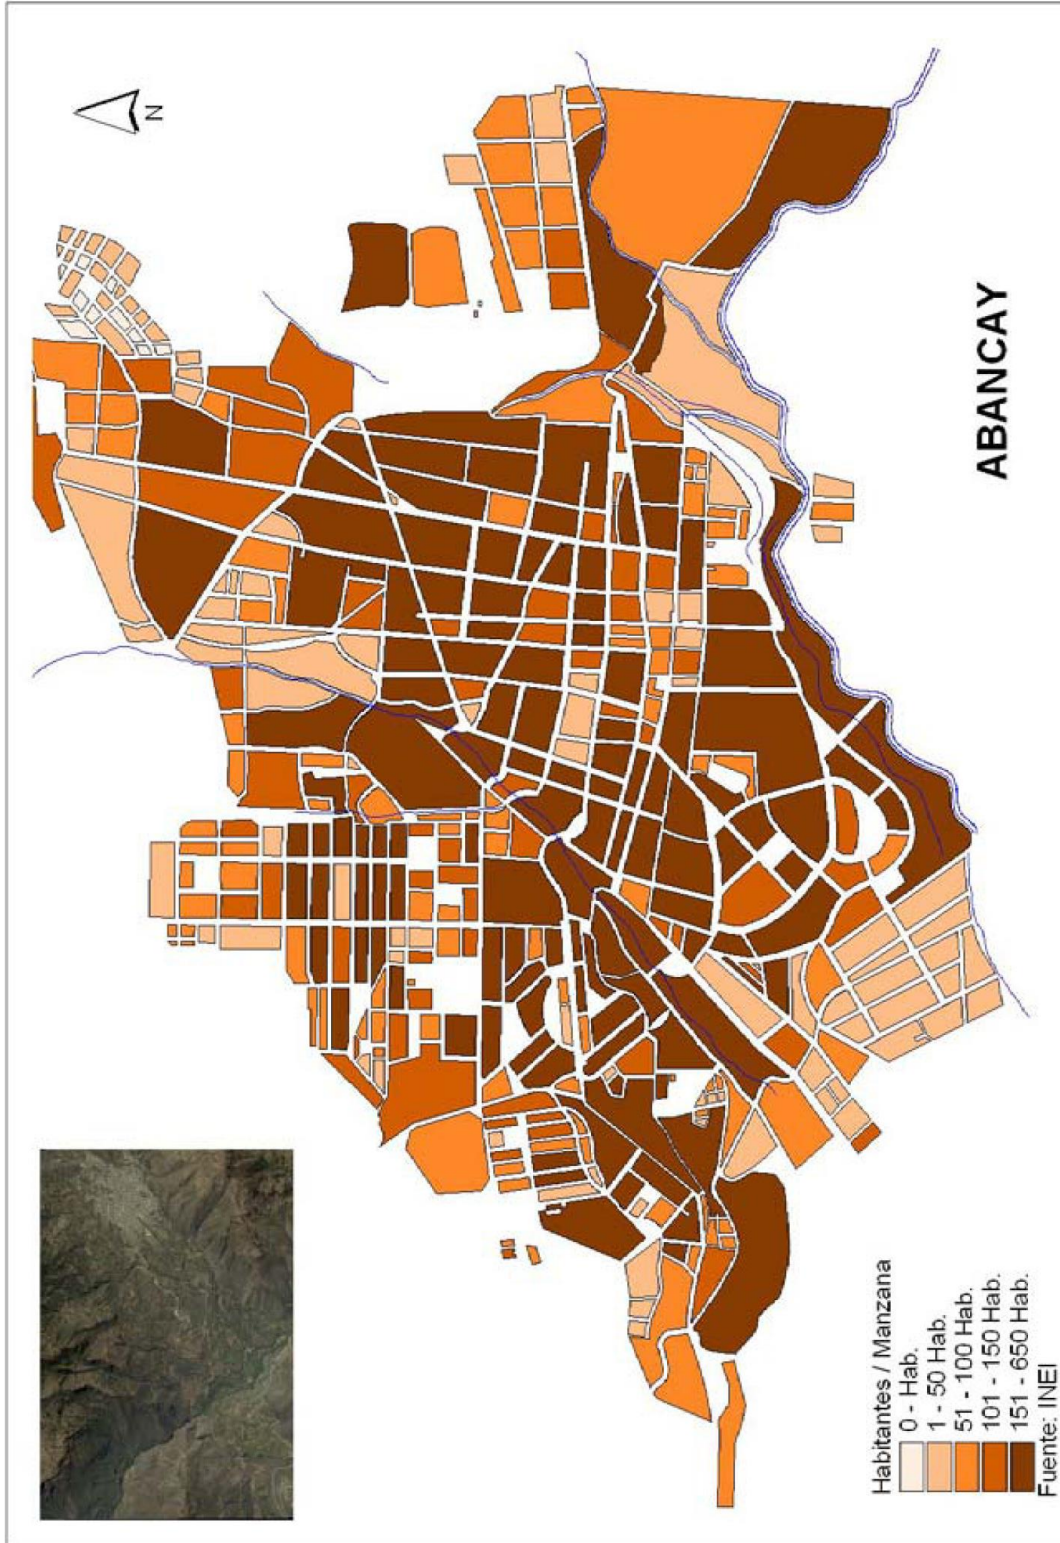 N
ABANCAY
Habitantes / Manzana
0 - Hab.
1 - 50 Hab.
51 - 100 Hab.
101 - 150 Hab.
151 - 650 Hab.
Fuente: INEI